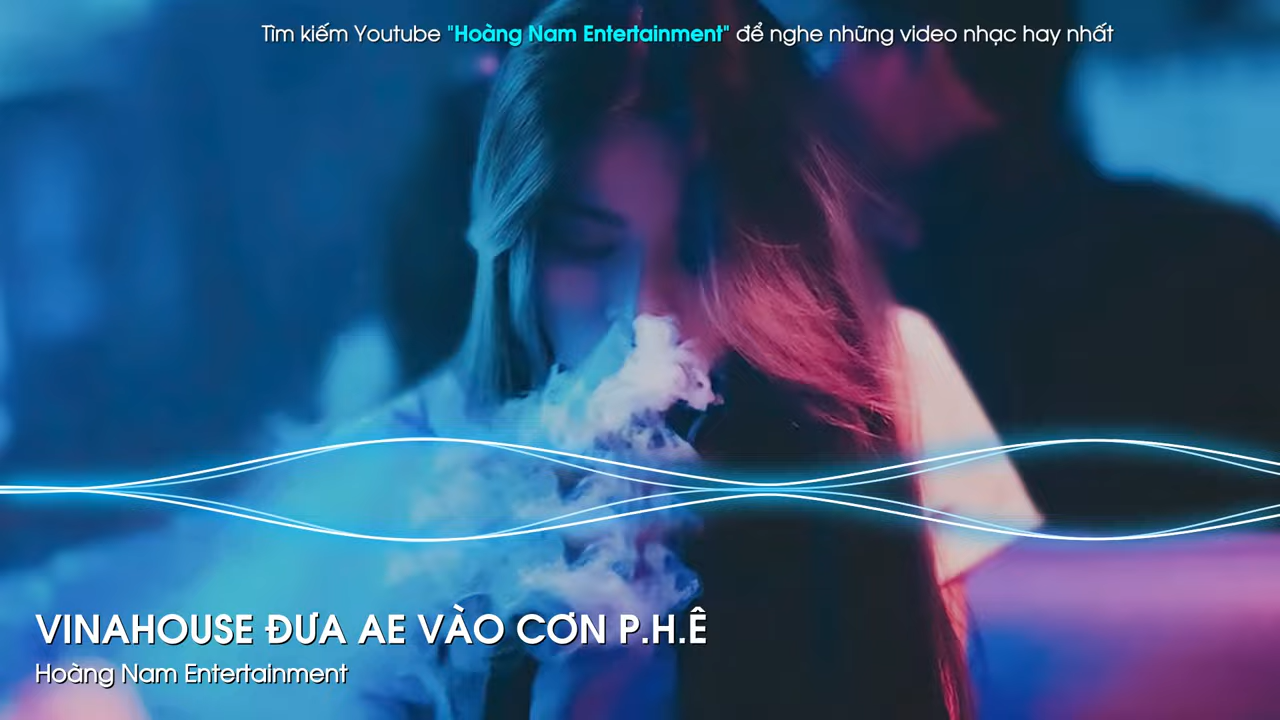 Tìm kiếm Youtube "Hoàng Nam Entertainment" để nghe những video nhạc hay nhất
VINAHOUSE ĐƯA AE VÀO CƠN P.H.Ê
Hoàng Nam Entertainment